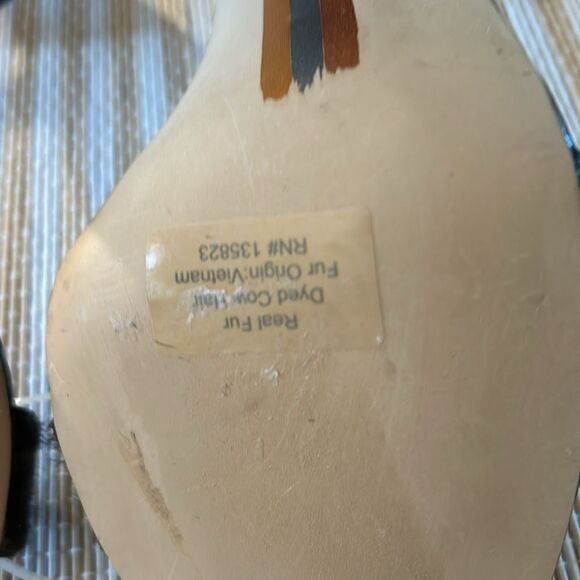 Real Fur
Dyed Cow Hair
Fur Origin:Vietnam
RN# 135823